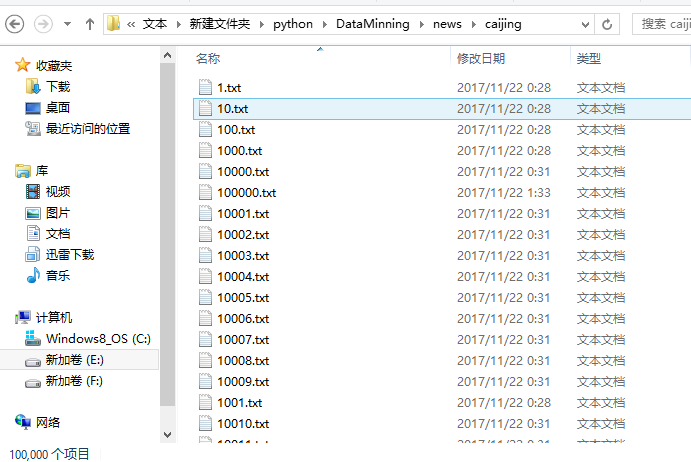 « 文本 ▸ 新建文件夹 ▸ python ▸ DataMinning ▸ news ▸ caijing
搜索 caiji
收藏夹
下载
桌面
最近访问的位置
库
视频
图片
文档
迅雷下载
音乐
计算机
Windows8_OS (C:)
新加卷 (E:)
新加卷 (F:)
网络
名称 修改日期 类型
1.txt 2017/11/22 0:28 文本文档
10.txt 2017/11/22 0:28 文本文档
100.txt 2017/11/22 0:28 文本文档
1000.txt 2017/11/22 0:28 文本文档
10000.txt 2017/11/22 0:31 文本文档
100000.txt 2017/11/22 1:33 文本文档
10001.txt 2017/11/22 0:31 文本文档
10002.txt 2017/11/22 0:31 文本文档
10003.txt 2017/11/22 0:31 文本文档
10004.txt 2017/11/22 0:31 文本文档
10005.txt 2017/11/22 0:31 文本文档
10006.txt 2017/11/22 0:31 文本文档
10007.txt 2017/11/22 0:31 文本文档
10008.txt 2017/11/22 0:31 文本文档
10009.txt 2017/11/22 0:31 文本文档
1001.txt 2017/11/22 0:28 文本文档
10010.txt 2017/11/22 0:31 文本文档
100,000 个项目